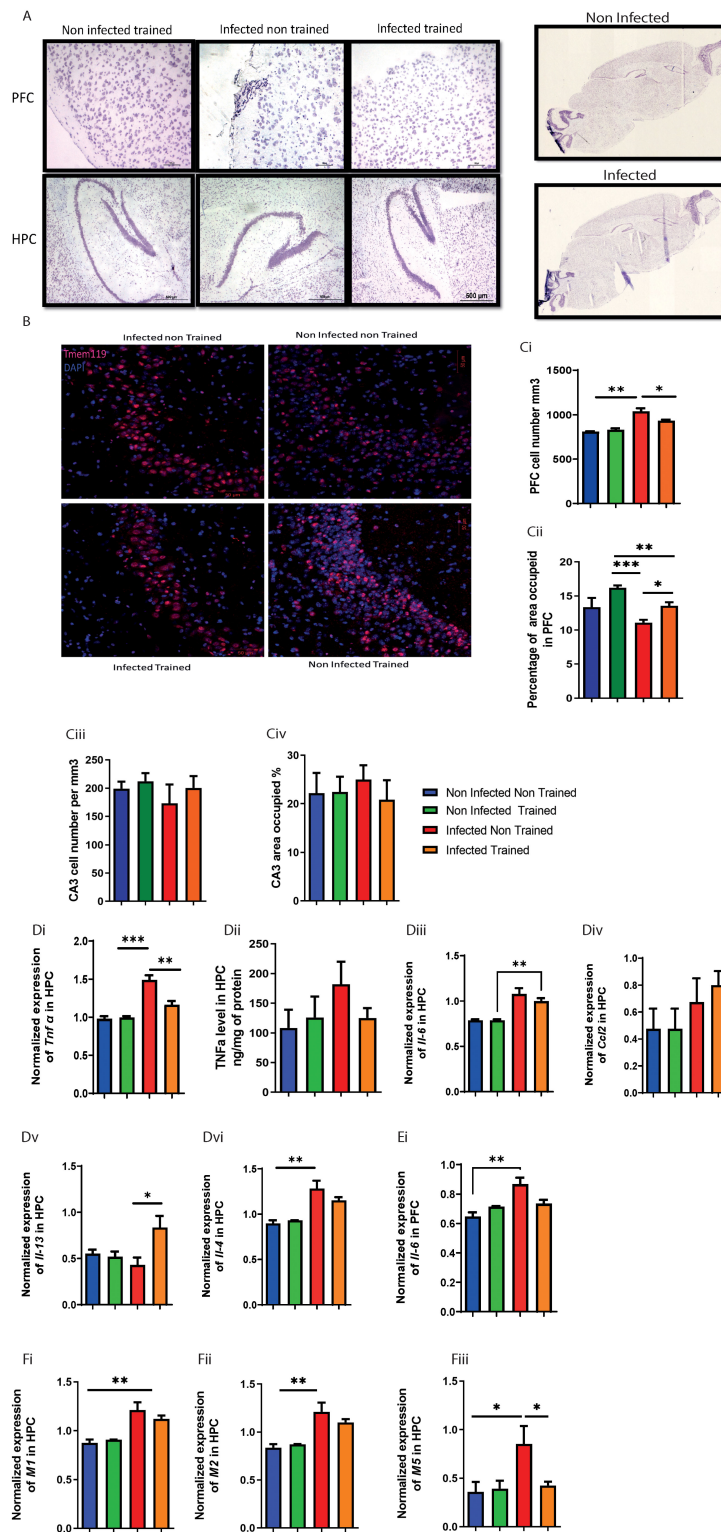 A
Non infected trained
Infected non trained
Infected trained
Non Infected
PFC
Infected
HPC
500 µm
B
Infected non Trained
Non Infected non Trained
Tmem119
DAPI
Infected Trained
Non Infected Trained
Ci
PFC cell number mm3
1500
1000
500
0
**
*
Cii
Percentage of area occupeid
in PFC
20
15
10
5
0
**
***
*
Ciii
CA3 cell number per mm3
250
200
150
100
50
0
Civ
CA3 area occupied %
30
20
10
0
Non Infected Non Trained
Non Infected Trained
Infected Non Trained
Infected Trained
Di
Normalized expression
of Tnf α in HPC
2.0
1.5
1.0
0.5
0.0
***
**
Dii
TNFa level in HPC
ng/mg of protein
250
200
150
100
50
0
Diii
Normalized expression
of Il-6 in HPC
2.0
1.5
1.0
0.5
0.0
**
Div
Normalized expression
of Ccl2 in HPC
1.0
0.8
0.6
0.4
0.2
0.0
Dv
Normalized expression
of Il-13 in HPC
1.5
1.0
0.5
0.0
*
Dvi
Normalized expression
of Il-4 in HPC
1.5
1.0
0.5
0.0
**
Ei
Normalized expression
of Il-6 in PFC
1.0
0.8
0.6
0.4
0.2
0.0
**
Fi
Normalized expression
of M1 in HPC
1.5
1.0
0.5
0.0
**
Fii
Normalized expression
of M2 in HPC
1.5
1.0
0.5
0.0
**
Fiii
Normalized expression
of M5 in HPC
1.5
1.0
0.5
0.0
*
*